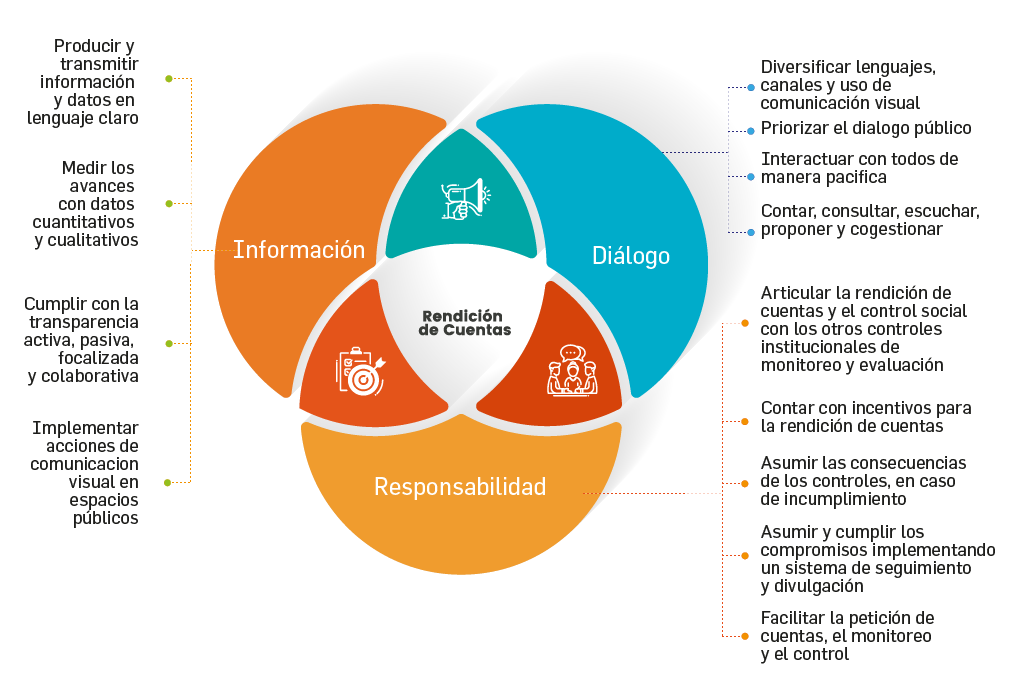 Producir y
transmitir
información
y datos en
lenguaje claro
Medir los
avances
con datos
cuantitativos
y cualitativos
Cumplir con la
transparencia
activa, pasiva,
focalizada
y colaborativa
Implementar
acciones de
comunicacion
visual en
espacios
públicos
Información
Diálogo
Rendición
de Cuentas
Responsabilidad
Diversificar lenguajes,
canales y uso de
comunicación visual
Priorizar el dialogo público
Interactuar con todos de
manera pacifica
Contar, consultar, escuchar,
proponer y cogestionar
Articular la rendición de
cuentas y el control social
con los otros controles
institucionales de
monitoreo y evaluación
Contar con incentivos para
la rendición de cuentas
Asumir las consecuencias
de los controles, en caso
de incumplimiento
Asumir y cumplir los
compromisos implementando
un sistema de seguimiento
y divulgación
Facilitar la petición de
cuentas, el monitoreo
y el control